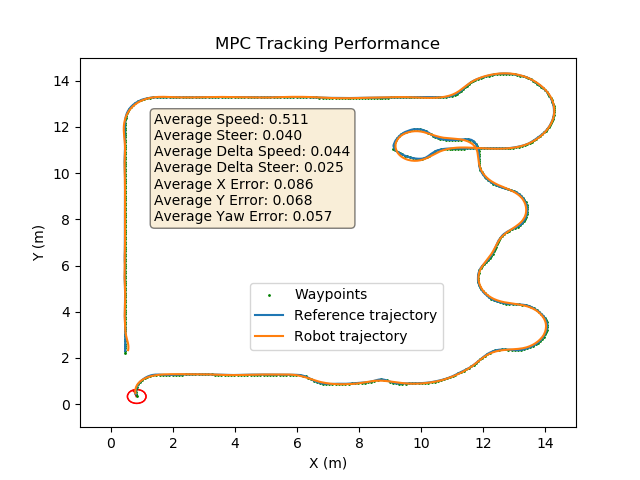 MPC Tracking Performance
Y (m)
14
12
10
8
6
4
2
0
Average Speed: 0.511
Average Steer: 0.040
Average Delta Speed: 0.044
Average Delta Steer: 0.025
Average X Error: 0.086
Average Y Error: 0.068
Average Yaw Error: 0.057
Waypoints
Reference trajectory
Robot trajectory
0 2 4 6 8 10 12 14
X (m)